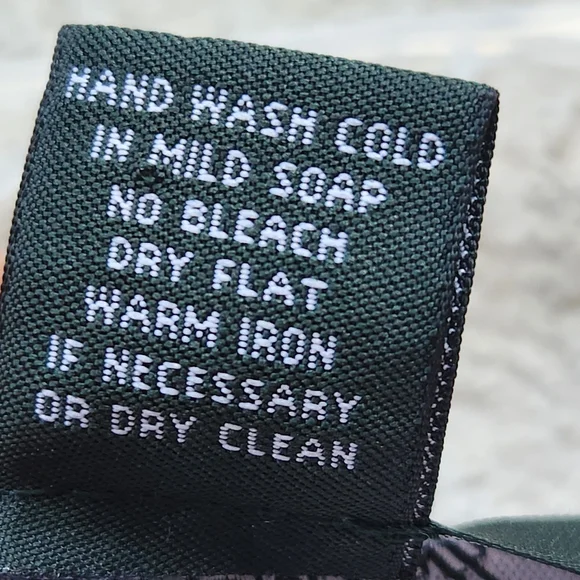 HAND WASH COLD
IN MILD SOAP
NO BLEACH
DRY FLAT
WARM IRON
IF NECESSARY
OR DRY CLEAN